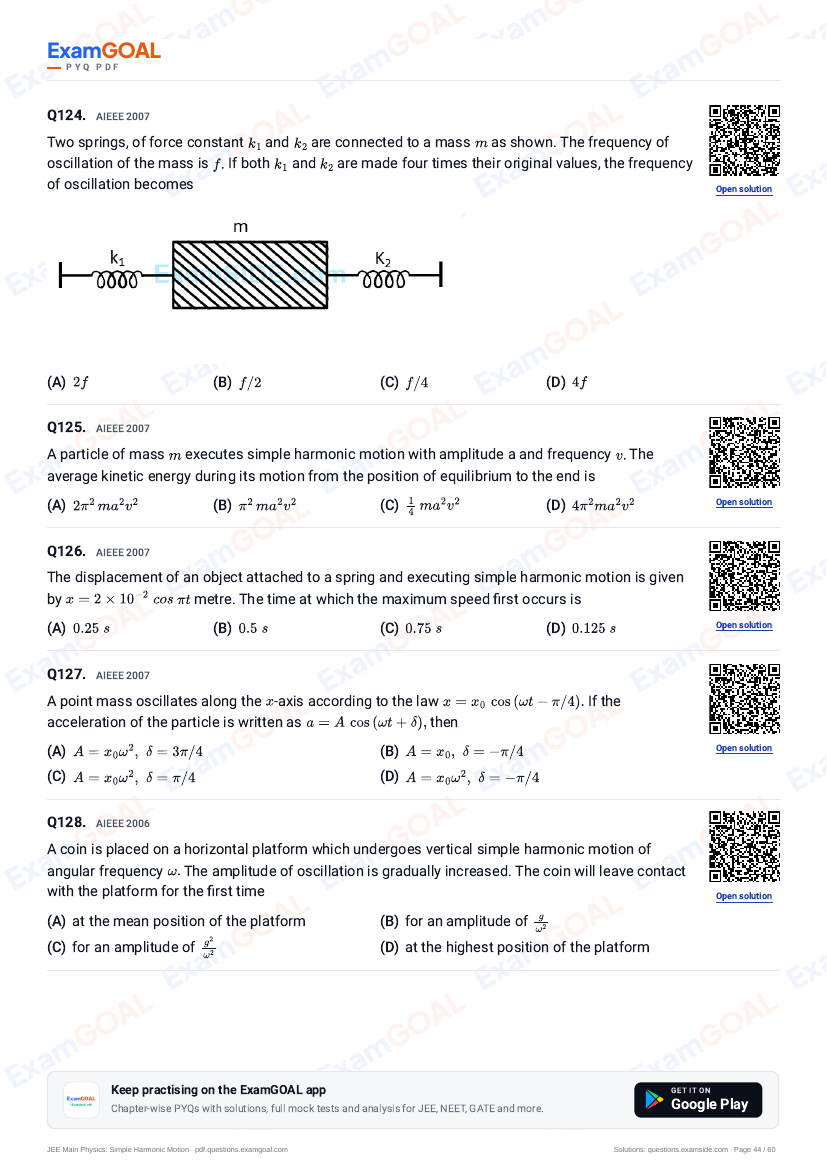 ExamGOAL
PYQ PDF
Q124. AIEEE 2007
Two springs, of force constant k₁ and k₂ are connected to a mass m as shown. The frequency of
oscillation of the mass is f. If both k₁ and k₂ are made four times their original values, the frequency
of oscillation becomes
Open solution
m
k₁
K₂
ExamSIDE.com
(A) 2f (B) f/2 (C) f/4 (D) 4f
Q125. AIEEE 2007
A particle of mass m executes simple harmonic motion with amplitude a and frequency v. The
average kinetic energy during its motion from the position of equilibrium to the end is
(A) 2π² ma²v² (B) π² ma²v² (C) 1/4 ma²v² (D) 4π²ma²v²
Open solution
Q126. AIEEE 2007
The displacement of an object attached to a spring and executing simple harmonic motion is given
by x = 2 × 10⁻² cos πt metre. The time at which the maximum speed first occurs is
(A) 0.25 s (B) 0.5 s (C) 0.75 s (D) 0.125 s
Open solution
Q127. AIEEE 2007
A point mass oscillates along the x-axis according to the law x = x₀ cos (ωt − π/4). If the
acceleration of the particle is written as a = A cos (ωt + δ), then
(A) A = x₀ω², δ = 3π/4 (B) A = x₀, δ = −π/4
(C) A = x₀ω², δ = π/4 (D) A = x₀ω², δ = −π/4
Open solution
Q128. AIEEE 2006
A coin is placed on a horizontal platform which undergoes vertical simple harmonic motion of
angular frequency ω. The amplitude of oscillation is gradually increased. The coin will leave contact
with the platform for the first time
Open solution
(A) at the mean position of the platform (B) for an amplitude of g/ω²
(C) for an amplitude of g²/ω² (D) at the highest position of the platform
ExamGOAL
Keep practising on the ExamGOAL app
Chapter-wise PYQs with solutions, full mock tests and analysis for JEE, NEET, GATE and more.
GET IT ON
Google Play
JEE Main Physics: Simple Harmonic Motion · pdf.questions.examgoal.com
Solutions: questions.examside.com · Page 44 / 60